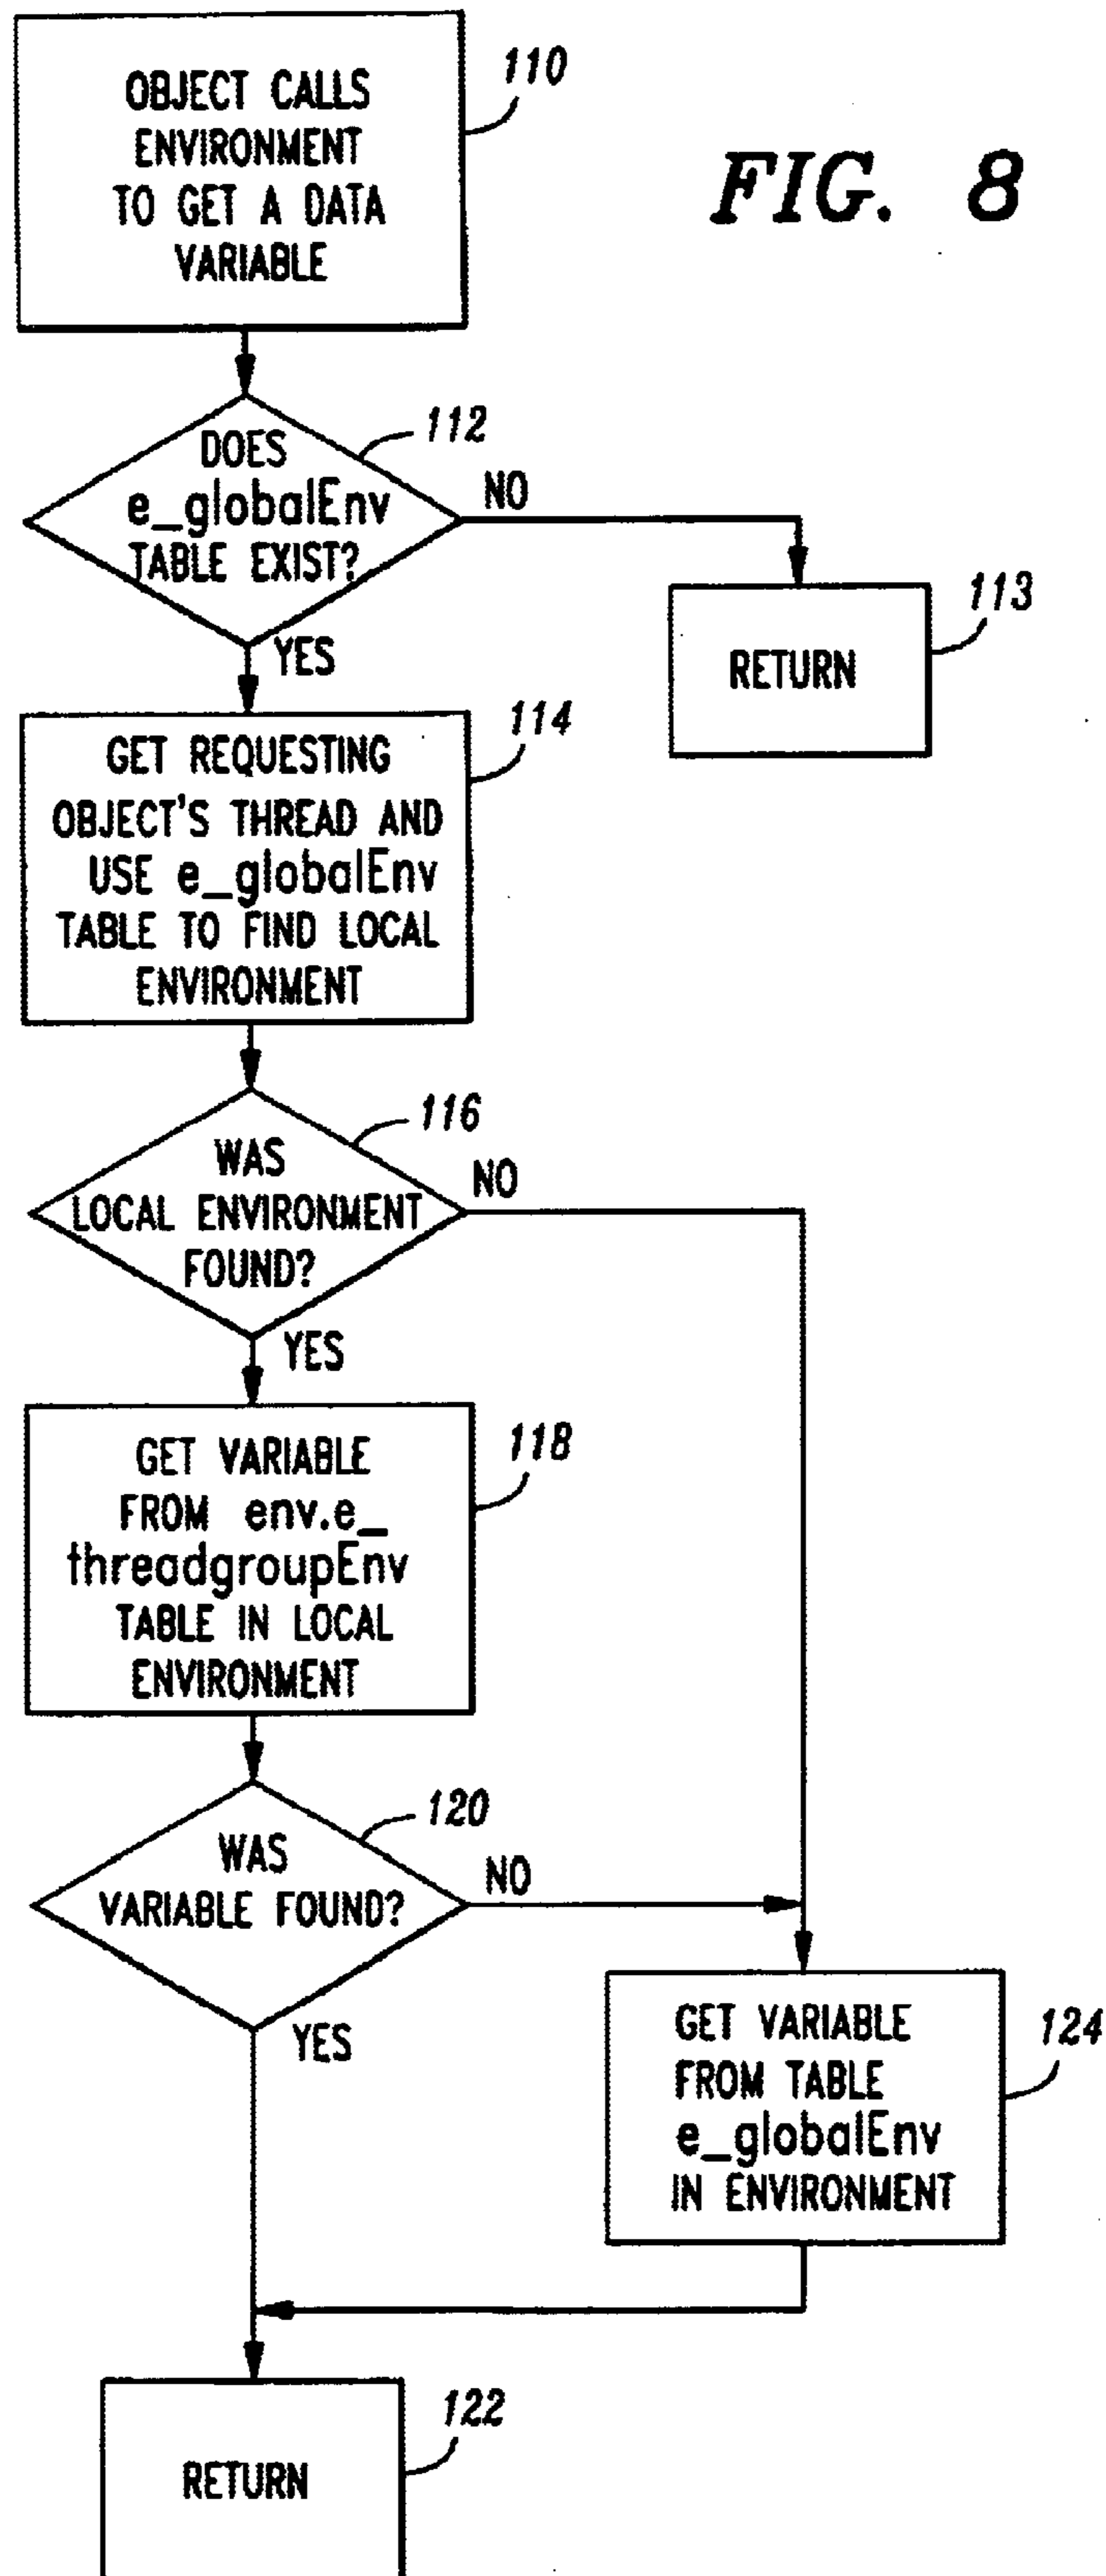 OBJECT CALLS
ENVIRONMENT
TO GET A DATA
VARIABLE
110
FIG. 8
DOES
e_globalEnv
TABLE EXIST?
112
NO
YES
RETURN
113
GET REQUESTING
OBJECT'S THREAD AND
USE e_globalEnv
TABLE TO FIND LOCAL
ENVIRONMENT
114
WAS
LOCAL ENVIRONMENT
FOUND?
116
NO
YES
GET VARIABLE
FROM env.e_
threadgroupEnv
TABLE IN LOCAL
ENVIRONMENT
118
WAS
VARIABLE FOUND?
120
NO
YES
GET VARIABLE
FROM TABLE
e_globalEnv
IN ENVIRONMENT
124
RETURN
122